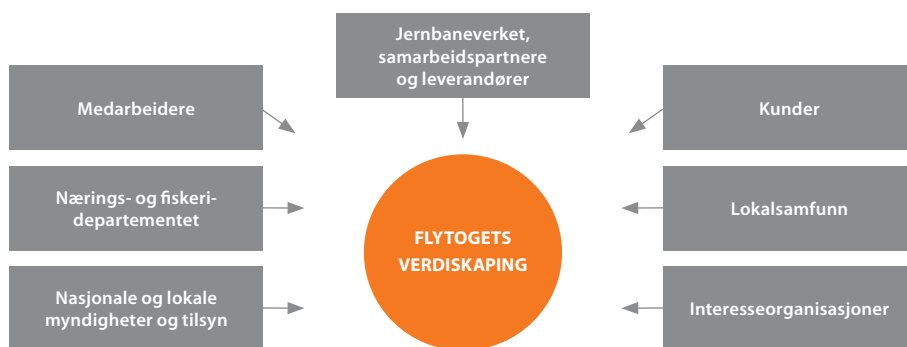 Jernbaneverket,
samarbeidspartnere
og leverandører
Medarbeidere
Kunder
Nærings- og fiskeri-
departementet
Lokalsamfunn
FLYTOGETS
VERDISKAPING
Nasjonale og lokale
myndigheter og tilsyn
Interesseorganisasjoner